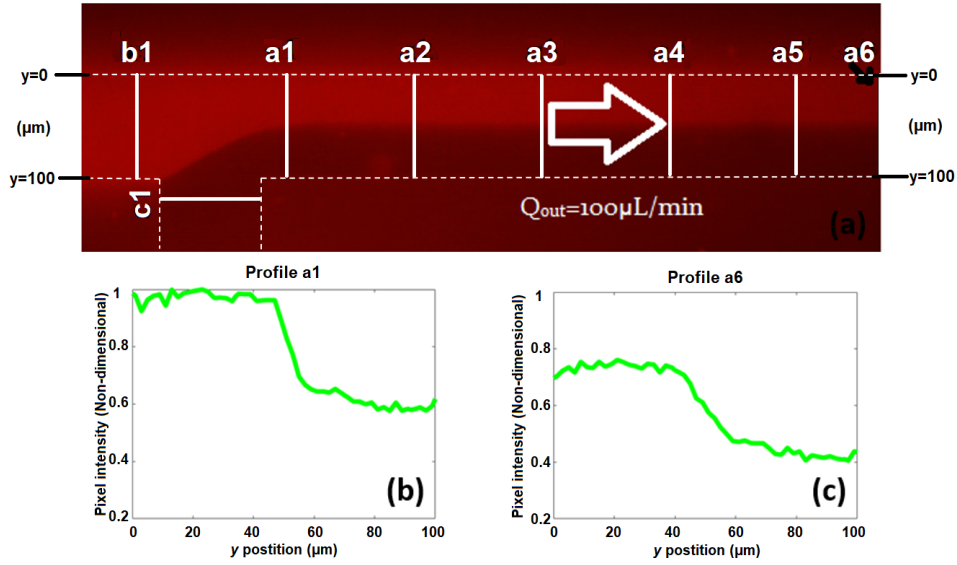 b1 a1 a2 a3 a4 a5 a6
y=0 y=0
(μm) (μm)
y=100 y=100
c1
Qout=100μL/min
(a)
Profile a1
Pixel intensity (Non-dimensional)
1
0.8
0.6
0.4
0.2
(b)
0 20 40 60 80 100
y postition (μm)
Profile a6
Pixel intensity (Non-dimensional)
1
0.8
0.6
0.4
0.2
(c)
0 20 40 60 80 100
y postition (μm)